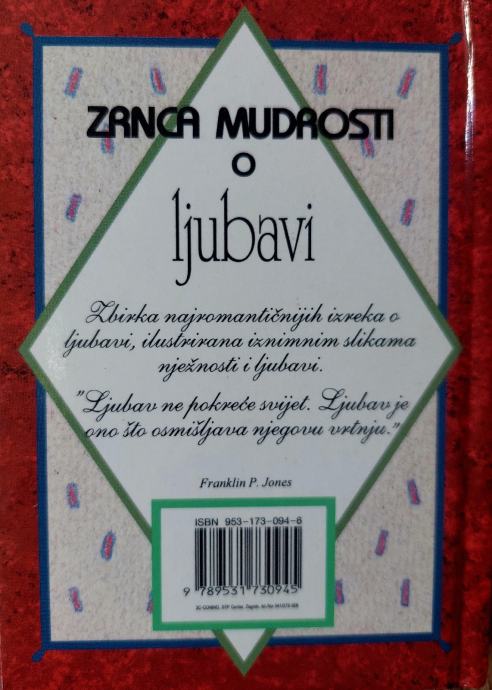 ZRNCA MUDROSTI
O
ljubavi
Zbirka najromantičnijih izreka o
ljubavi, ilustrirana iznimnim slikama
nježnosti i ljubavi.
"Ljubav ne pokreće svijet. Ljubav je
ono što osmišljava njegovu vrtnju."
Franklin P. Jones
ISBN 953-173-094-6
9 789531 730945